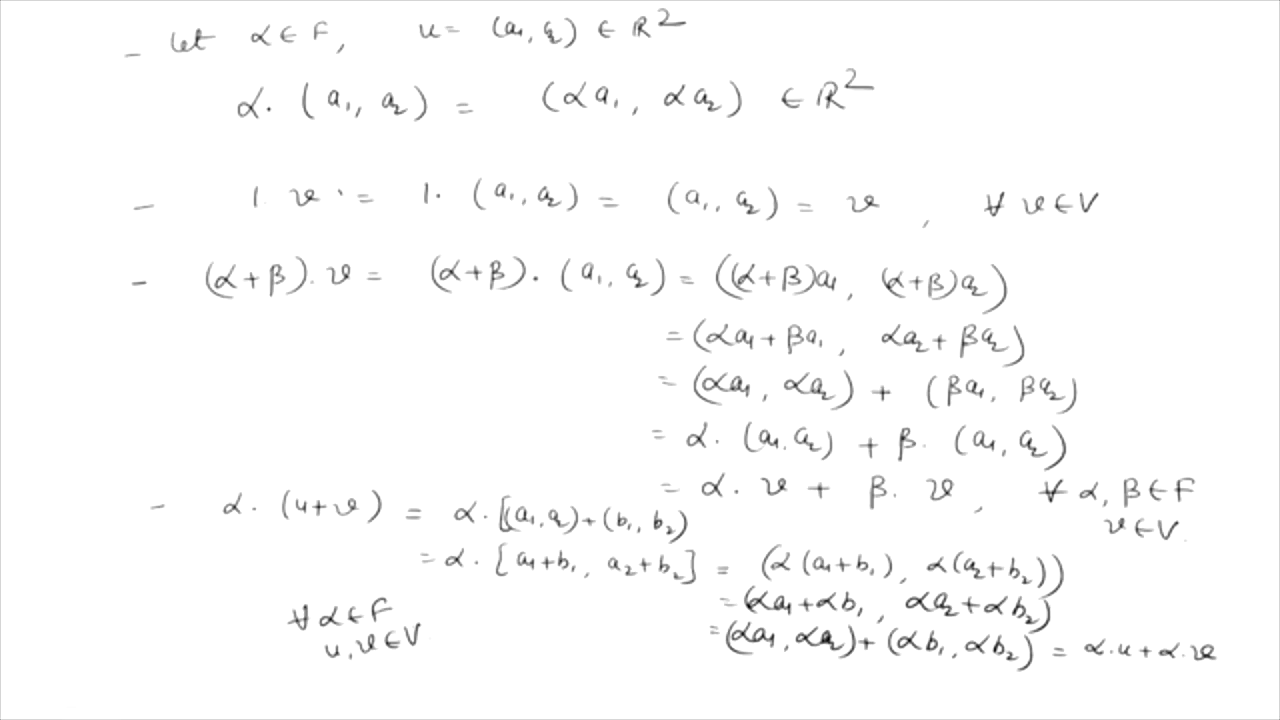 - Let α ∈ F, u = (a₁, a₂) ∈ ℝ²
α. (a₁, a₂) = (αa₁, αa₂) ∈ ℝ²
- 1. v = 1. (a₁, a₂) = (a₁, a₂) = v , ∀ v ∈ V
- (α+β). v = (α+β). (a₁, a₂) = ((α+β)a₁, (α+β)a₂)
= (αa₁ + βa₁, αa₂ + βa₂)
= (αa₁, αa₂) + (βa₁, βa₂)
= α. (a₁, a₂) + β. (a₁, a₂)
= α. v + β. v , ∀ α, β ∈ F
v ∈ V.
- α. (u+v) = α. [(a₁, a₂) + (b₁, b₂)
= α. [a₁+b₁, a₂+b₂] = (α(a₁+b₁), α(a₂+b₂))
= (αa₁+αb₁, αa₂+αb₂)
∀ α ∈ F
u, v ∈ V
= (αa₁, αa₂) + (αb₁, αb₂) = α.u + α.v